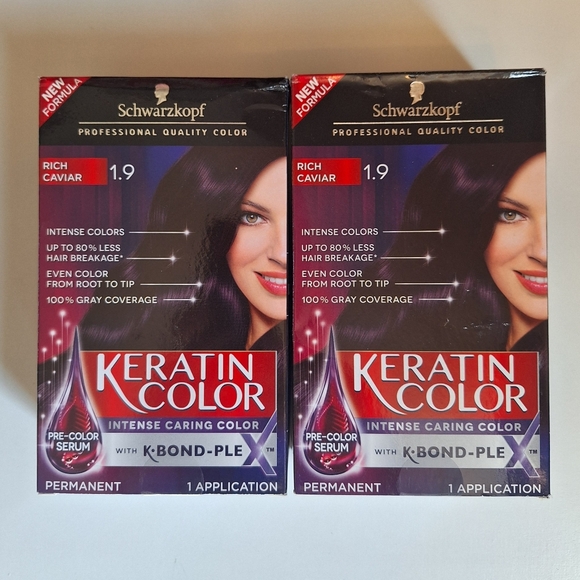 NEW
FORMULA
Schwarzkopf
PROFESSIONAL QUALITY COLOR
RICH
CAVIAR
1.9
INTENSE COLORS
UP TO 80% LESS
HAIR BREAKAGE*
EVEN COLOR
FROM ROOT TO TIP
100% GRAY COVERAGE
KERATIN
COLOR
INTENSE CARING COLOR
PRE-COLOR
SERUM
WITH K•BOND-PLEX™
PERMANENT
1 APPLICATION
NEW
FORMULA
Schwarzkopf
PROFESSIONAL QUALITY COLOR
RICH
CAVIAR
1.9
INTENSE COLORS
UP TO 80% LESS
HAIR BREAKAGE*
EVEN COLOR
FROM ROOT TO TIP
100% GRAY COVERAGE
KERATIN
COLOR
INTENSE CARING COLOR
PRE-COLOR
SERUM
WITH K•BOND-PLEX™
PERMANENT
1 APPLICATION